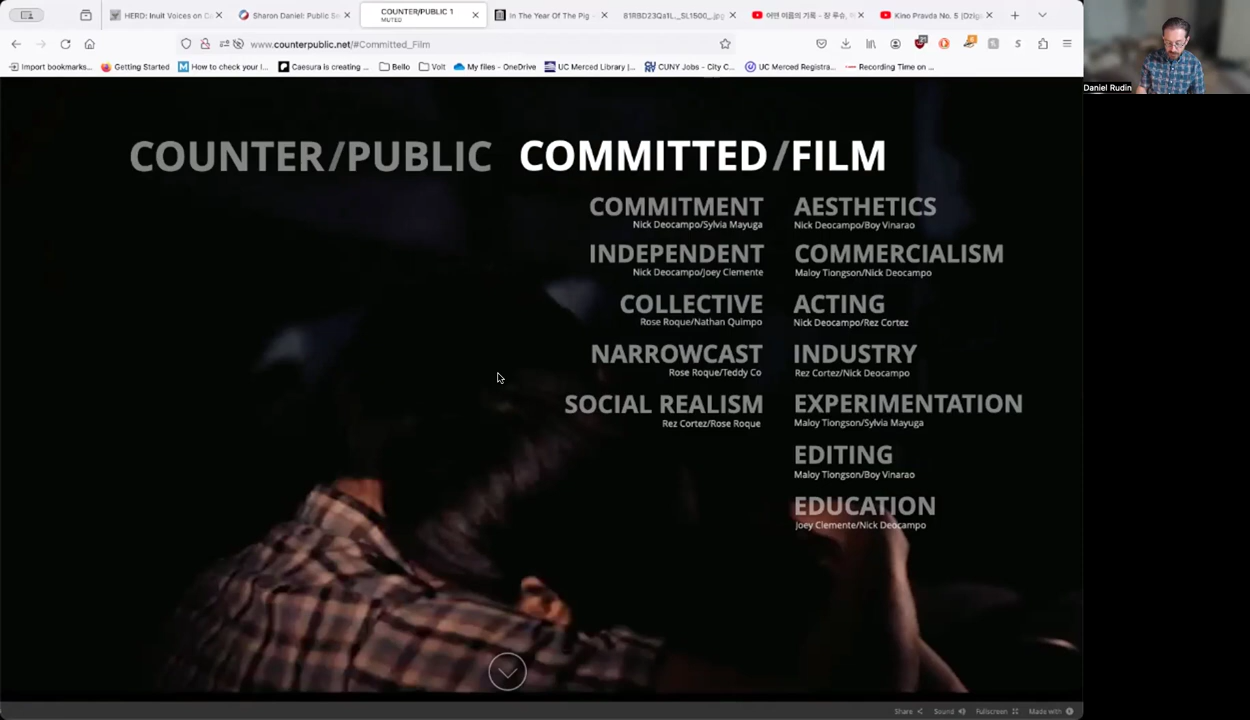 HERD: Inuit Voices on C
Sharon Daniel: Public Se
COUNTER/PUBLIC 1
MUTED
In The Year Of The Pig -
81RBD23Qa1L._SL1500_.jpg
어떤 여름의 기록 - 장 루슈,
Kino Pravda No. 5 (Dziga
www.counterpublic.net/#Committed_Film
Import bookmarks...
Getting Started
How to check your I...
Caesura is creating ...
Bello
Voit
My files - OneDrive
UC Merced Library |...
CUNY Jobs - City C...
UC Merced Registra...
Recording Time on ...
Daniel Rudin
COUNTER/PUBLIC
COMMITTED/FILM
COMMITMENT
Nick Deocampo/Sylvia Mayuga
INDEPENDENT
Nick Deocampo/Joey Clemente
COLLECTIVE
Rose Roque/Nathan Quimpo
NARROWCAST
Rose Roque/Teddy Co
SOCIAL REALISM
Rez Cortez/Rose Roque
AESTHETICS
Nick Deocampo/Boy Vinarao
COMMERCIALISM
Maloy Tiongson/Nick Deocampo
ACTING
Nick Deocampo/Rez Cortez
INDUSTRY
Rez Cortez/Nick Deocampo
EXPERIMENTATION
Maloy Tiongson/Sylvia Mayuga
EDITING
Maloy Tiongson/Boy Vinarao
EDUCATION
Joey Clemente/Nick Deocampo
Share
Sound
Fullscreen
Made with